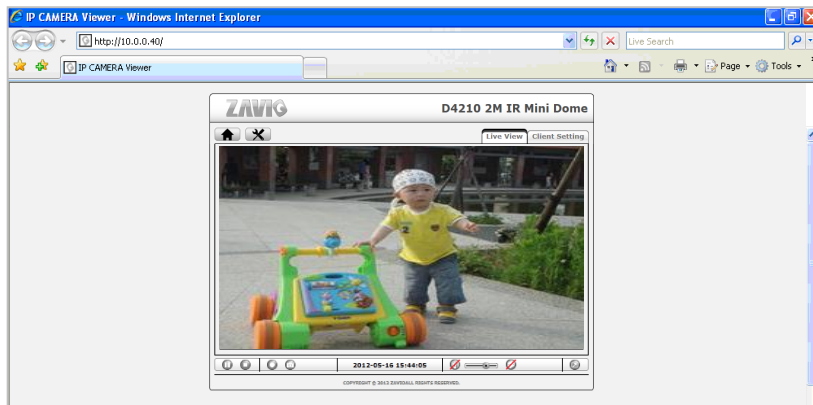 IP CAMERA Viewer - Windows Internet Explorer
http://10.0.0.40/
Live Search
IP CAMERA Viewer
Page
Tools
ZAVIO
D4210 2M IR Mini Dome
Live View
Client Setting
2
2012-05-16 15:44:05
COPYRIGHT © 2012 ZAVIO ALL RIGHTS RESERVED.